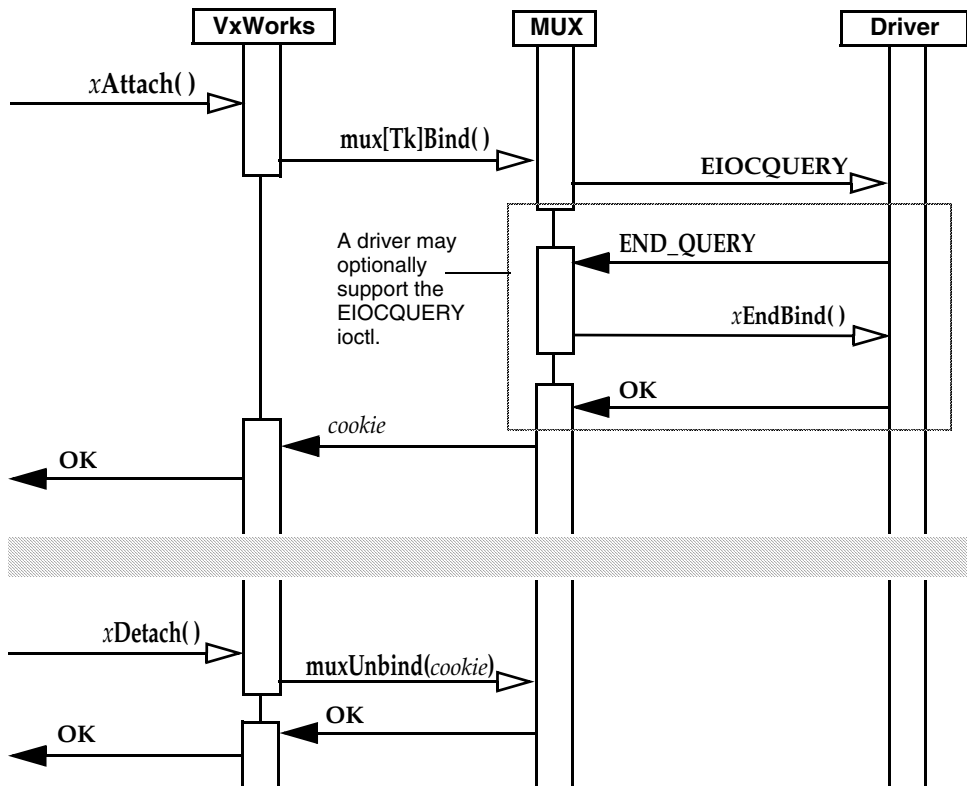 VxWorks
MUX
Driver
xAttach( )
mux[Tk]Bind( )
EIOCQUERY
A driver may
optionally
support the
EIOCQUERY
ioctl.
END_QUERY
xEndBind( )
OK
cookie
OK
xDetach( )
muxUnbind(cookie)
OK
OK